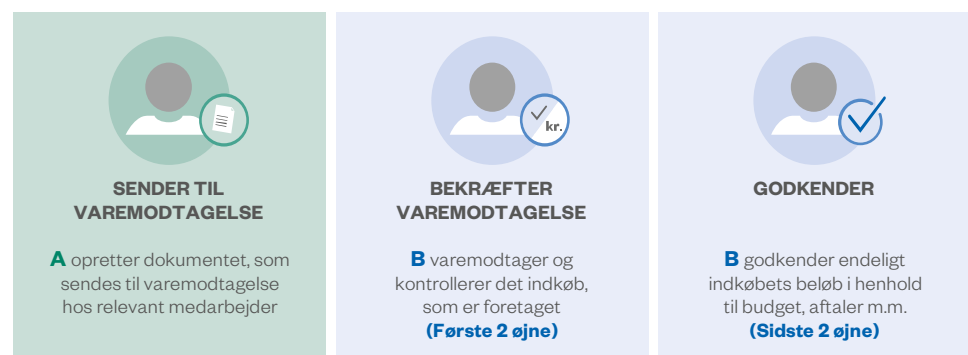 kr.
SENDER TIL
VAREMODTAGELSE
A opretter dokumentet, som
sendes til varemodtagelse
hos relevant medarbejder
BEKRÆFTER
VAREMODTAGELSE
B varemodtager og
kontrollerer det indkøb,
som er foretaget
(Første 2 øjne)
GODKENDER
B godkender endeligt
indkøbets beløb i henhold
til budget, aftaler m.m.
(Sidste 2 øjne)